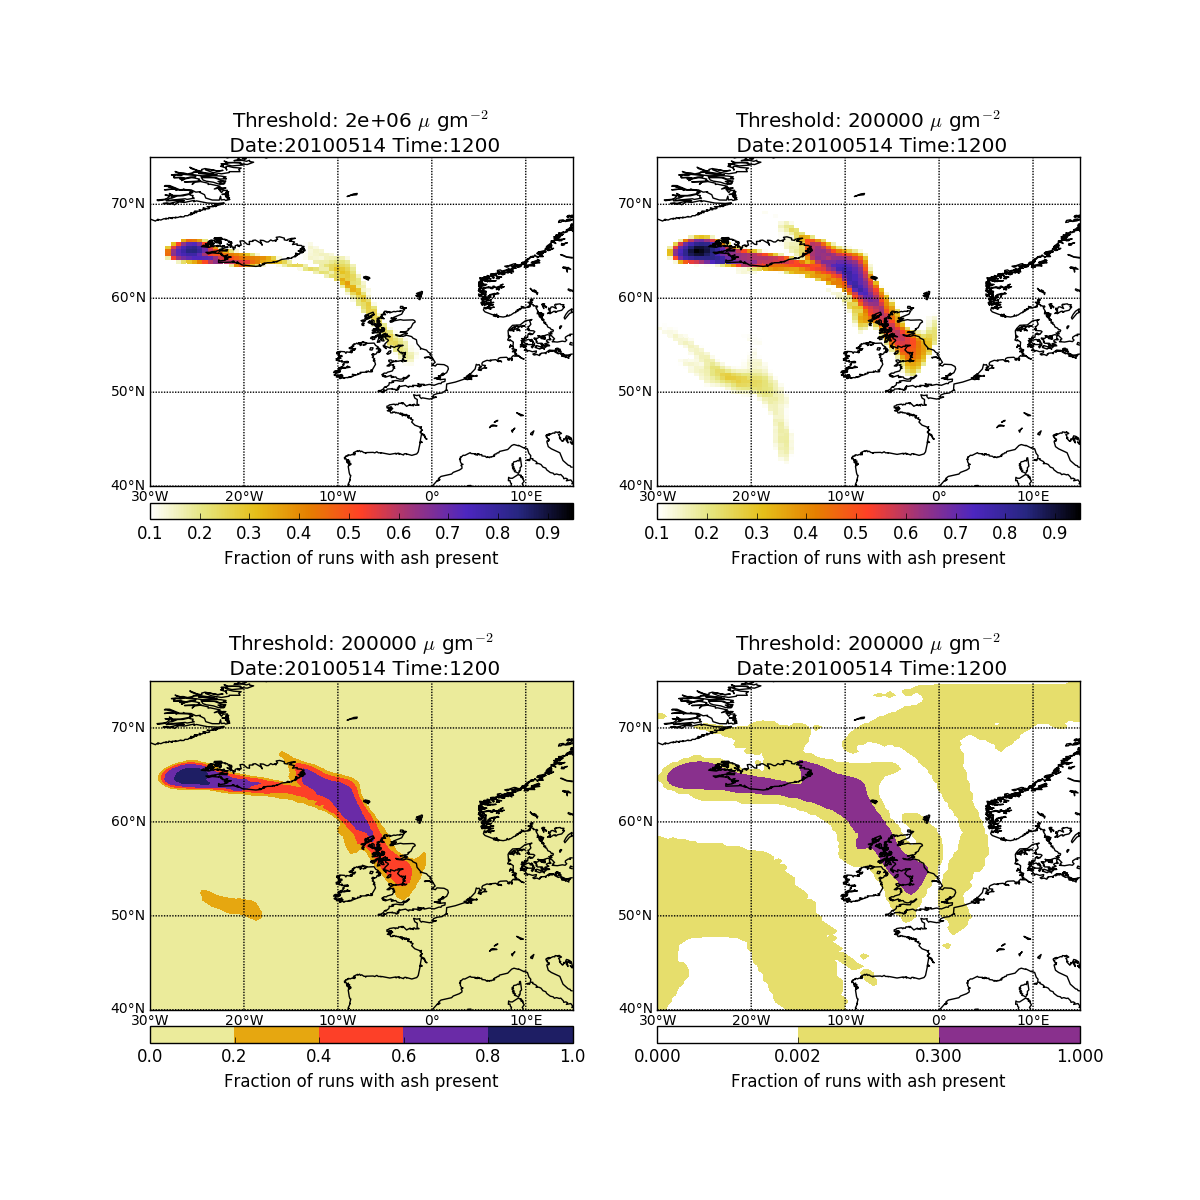 Threshold: 2e+06 μ gm⁻²
Date:20100514 Time:1200
70°N
60°N
50°N
40°N
30°W 20°W 10°W 0° 10°E
0.1 0.2 0.3 0.4 0.5 0.6 0.7 0.8 0.9
Fraction of runs with ash present
Threshold: 200000 μ gm⁻²
Date:20100514 Time:1200
70°N
60°N
50°N
40°N
30°W 20°W 10°W 0° 10°E
0.1 0.2 0.3 0.4 0.5 0.6 0.7 0.8 0.9
Fraction of runs with ash present
Threshold: 200000 μ gm⁻²
Date:20100514 Time:1200
70°N
60°N
50°N
40°N
30°W 20°W 10°W 0° 10°E
0.0 0.2 0.4 0.6 0.8 1.0
Fraction of runs with ash present
Threshold: 200000 μ gm⁻²
Date:20100514 Time:1200
70°N
60°N
50°N
40°N
30°W 20°W 10°W 0° 10°E
0.000 0.002 0.300 1.000
Fraction of runs with ash present